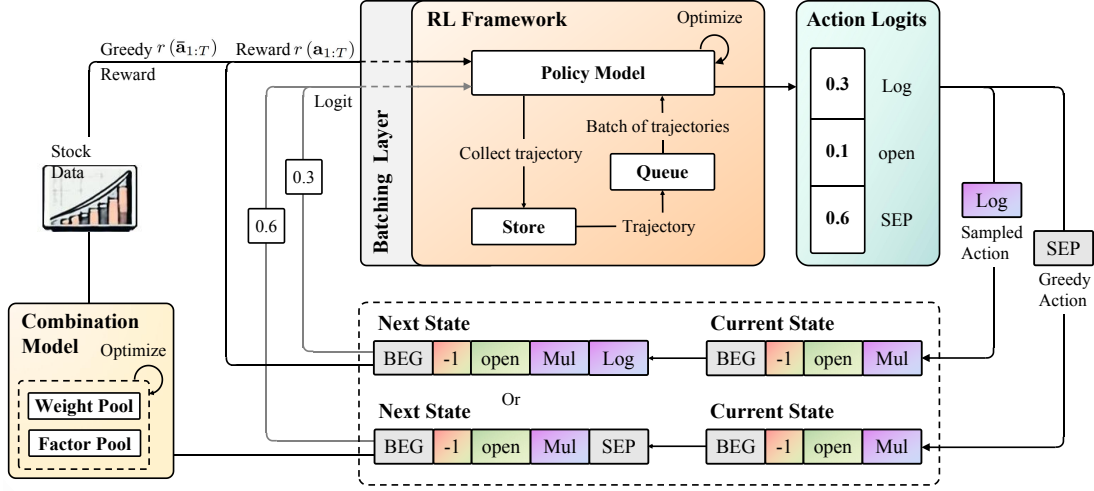 RL Framework
Optimize
Policy Model
Batch of trajectories
Collect trajectory
Queue
Store
Trajectory
Batching Layer
Action Logits
0.3 Log
0.1 open
0.6 SEP
Greedy r (ā₁:T)
Reward
Reward r (a₁:T)
Logit
0.3
0.6
Stock
Data
Log
Sampled
Action
SEP
Greedy
Action
Combination
Model
Optimize
Weight Pool
Factor Pool
Next State
BEG -1 open Mul Log
Current State
BEG -1 open Mul
Or
Next State
BEG -1 open Mul SEP
Current State
BEG -1 open Mul